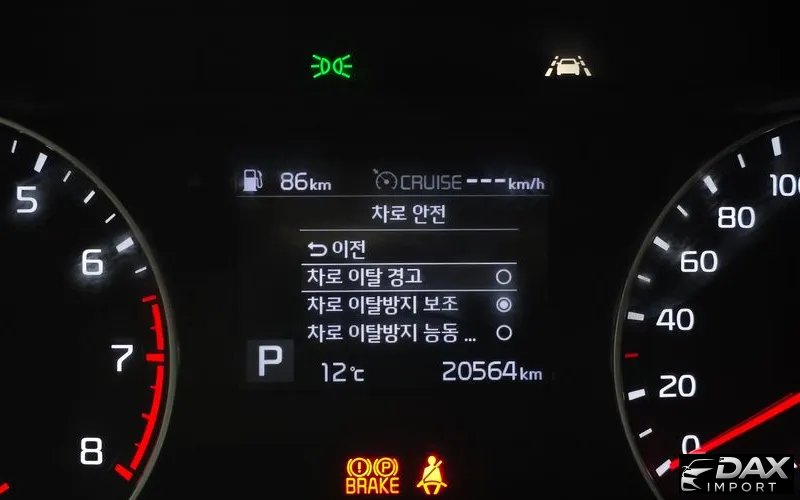 86km CRUISE ---km/h
차로 안전
이전
차로 이탈 경고
차로 이탈방지 보조
차로 이탈방지 능동 ...
P
12℃ 20564km
5
6
7
8
100
80
60
40
20
0
(!) (P)
BRAKE
DAX
IMPORT